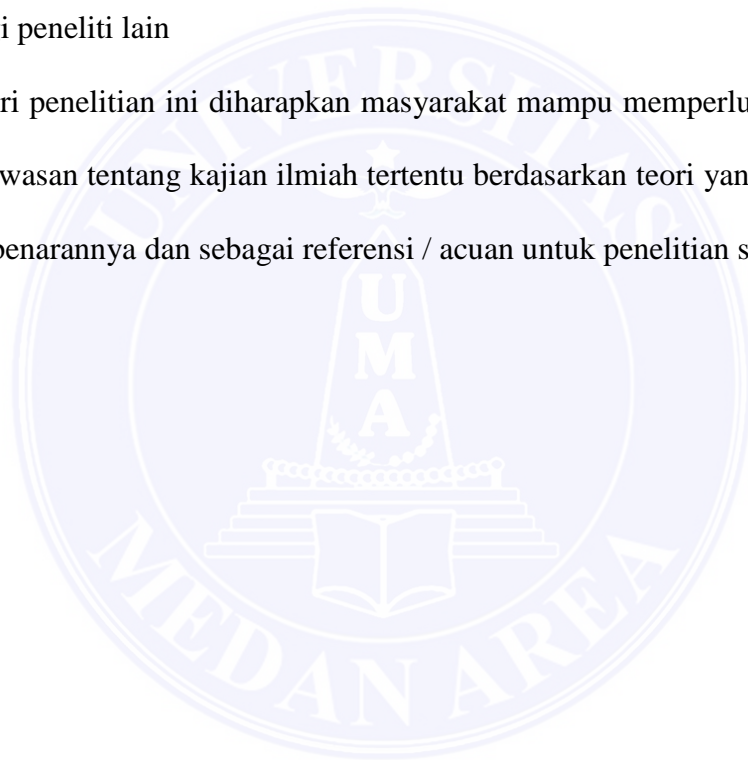 i peneliti lain
ri penelitian ini diharapkan masyarakat mampu memperlu
wasan tentang kajian ilmiah tertentu berdasarkan teori yan
benarannya dan sebagai referensi / acuan untuk penelitian s
UNIVERSITAS
U
M
A
MEDAN AREA